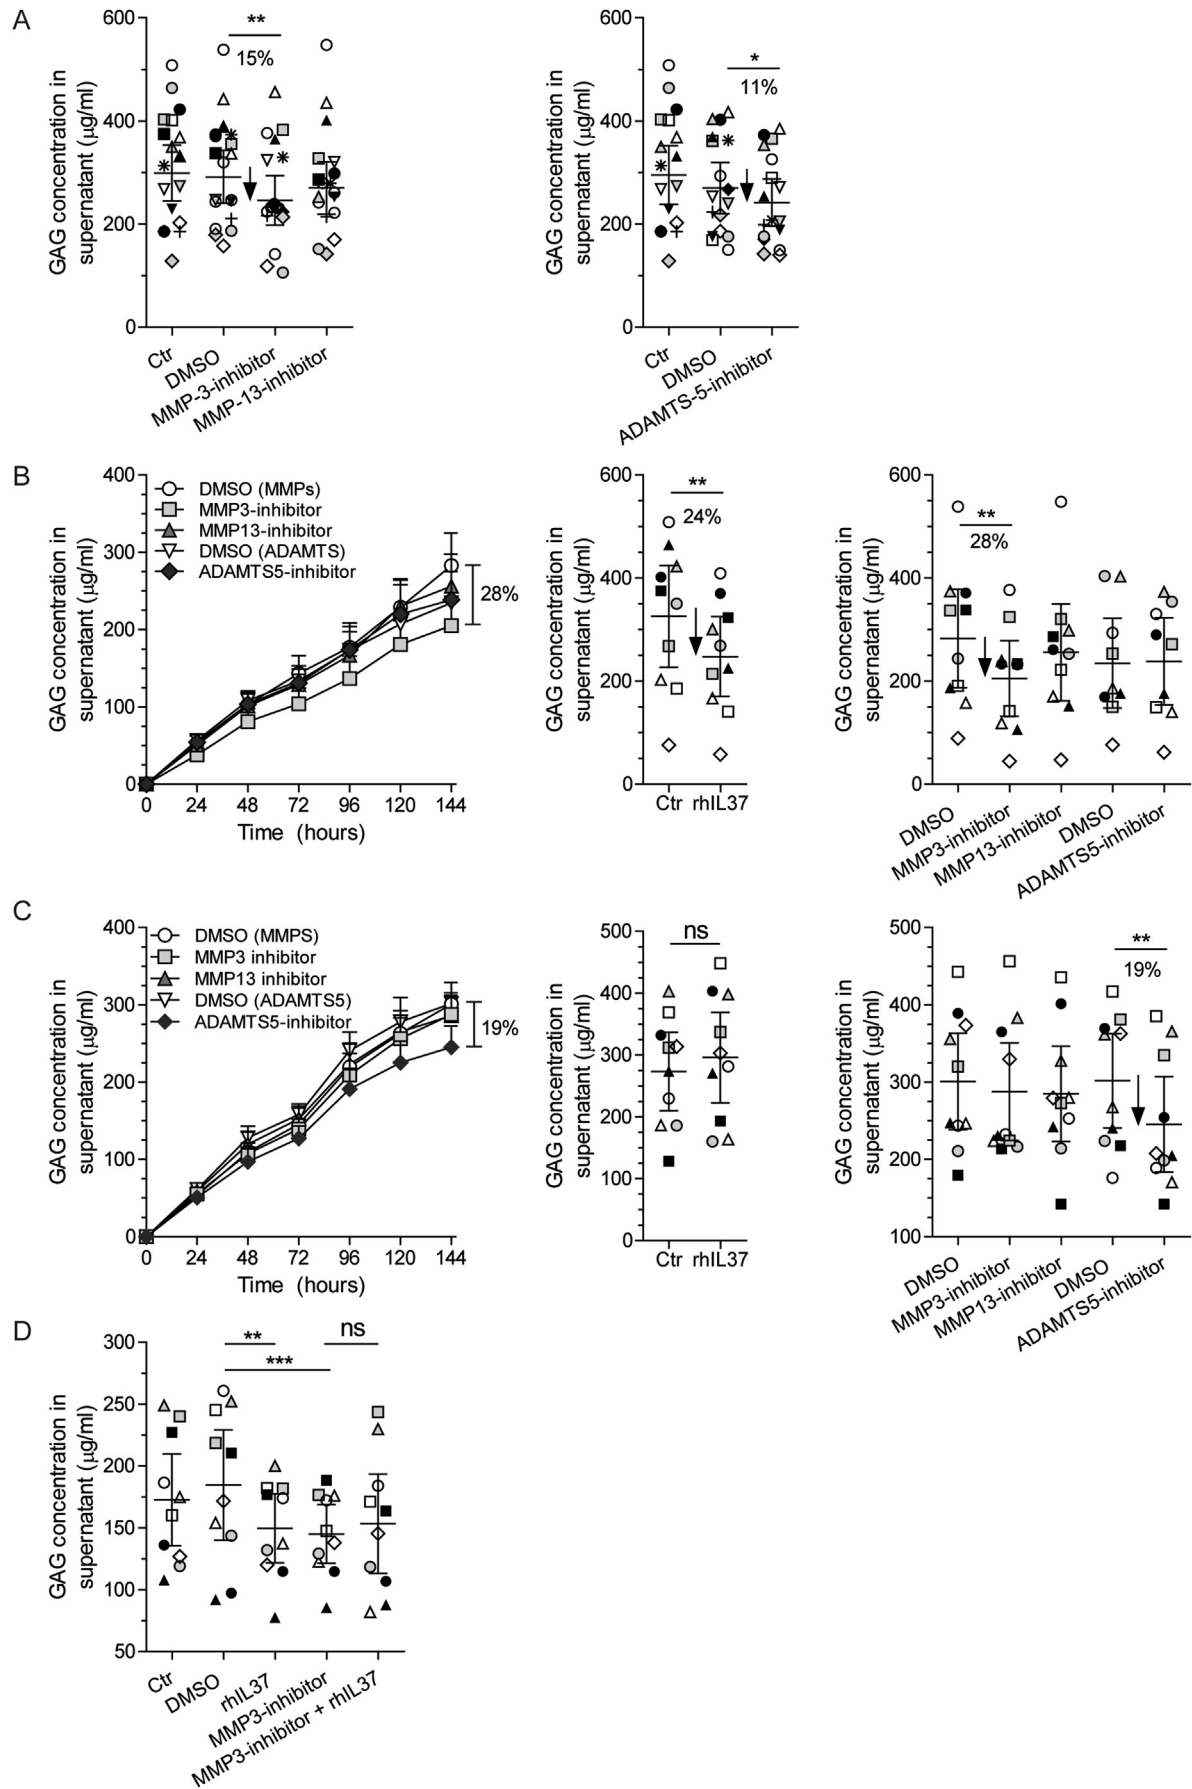 A
GAG concentration in
supernatant (µg/ml)
600
400
200
0
**
15%
Ctr
DMSO
MMP-3-inhibitor
MMP-13-inhibitor
GAG concentration in
supernatant (µg/ml)
600
400
200
0
*
11%
Ctr
DMSO
ADAMTS-5-inhibitor
B
GAG concentration in
supernatant (µg/ml)
400
300
200
100
0
DMSO (MMPs)
MMP3-inhibitor
MMP13-inhibitor
DMSO (ADAMTS)
ADAMTS5-inhibitor
28%
0 24 48 72 96 120 144
Time (hours)
GAG concentration in
supernatant (µg/ml)
600
400
200
0
**
24%
Ctr rhIL37
GAG concentration in
supernatant (µg/ml)
600
400
200
0
**
28%
DMSO
MMP3-inhibitor
MMP13-inhibitor
DMSO
ADAMTS5-inhibitor
C
GAG concentration in
supernatant (µg/ml)
400
300
200
100
0
DMSO (MMPS)
MMP3 inhibitor
MMP13 inhibitor
DMSO (ADAMTS5)
ADAMTS5-inhibitor
19%
0 24 48 72 96 120 144
Time (hours)
GAG concentration in
supernatant (µg/ml)
500
400
300
200
100
0
ns
Ctr rhIL37
GAG concentration in
supernatant (µg/ml)
500
400
300
200
100
**
19%
DMSO
MMP3-inhibitor
MMP13-inhibitor
DMSO
ADAMTS5-inhibitor
D
GAG concentration in
supernatant (µg/ml)
300
250
200
150
100
50
** ns
***
Ctr
DMSO
rhIL37
MMP3-inhibitor
MMP3-inhibitor + rhIL37